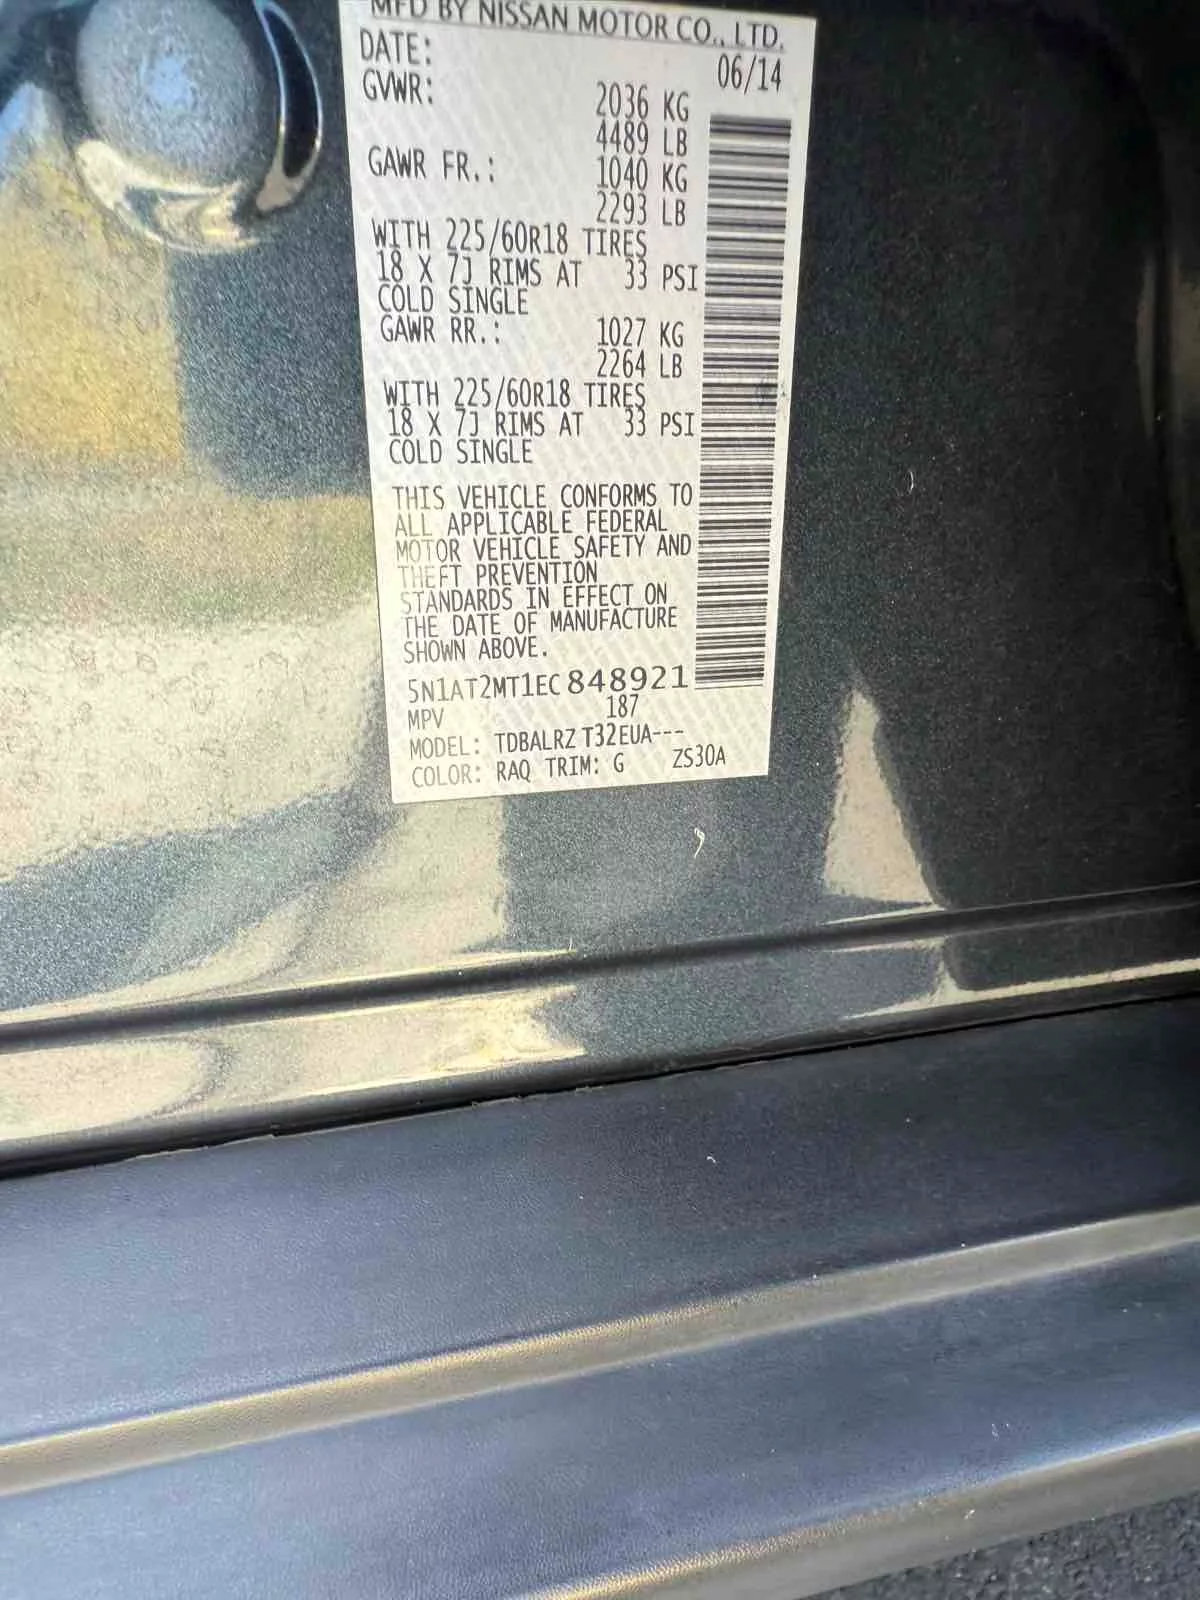 MFD BY NISSAN MOTOR CO., LTD.
DATE: 06/14
GVWR: 2036 KG
4489 LB
GAWR FR.: 1040 KG
2293 LB
WITH 225/60R18 TIRES
18 X 7J RIMS AT 33 PSI
COLD SINGLE
GAWR RR.: 1027 KG
2264 LB
WITH 225/60R18 TIRES
18 X 7J RIMS AT 33 PSI
COLD SINGLE
THIS VEHICLE CONFORMS TO
ALL APPLICABLE FEDERAL
MOTOR VEHICLE SAFETY AND
THEFT PREVENTION
STANDARDS IN EFFECT ON
THE DATE OF MANUFACTURE
SHOWN ABOVE.
5N1AT2MT1EC848921
MPV 187
MODEL: TDBALRZ T32EUA---
COLOR: RAQ TRIM: G ZS30A